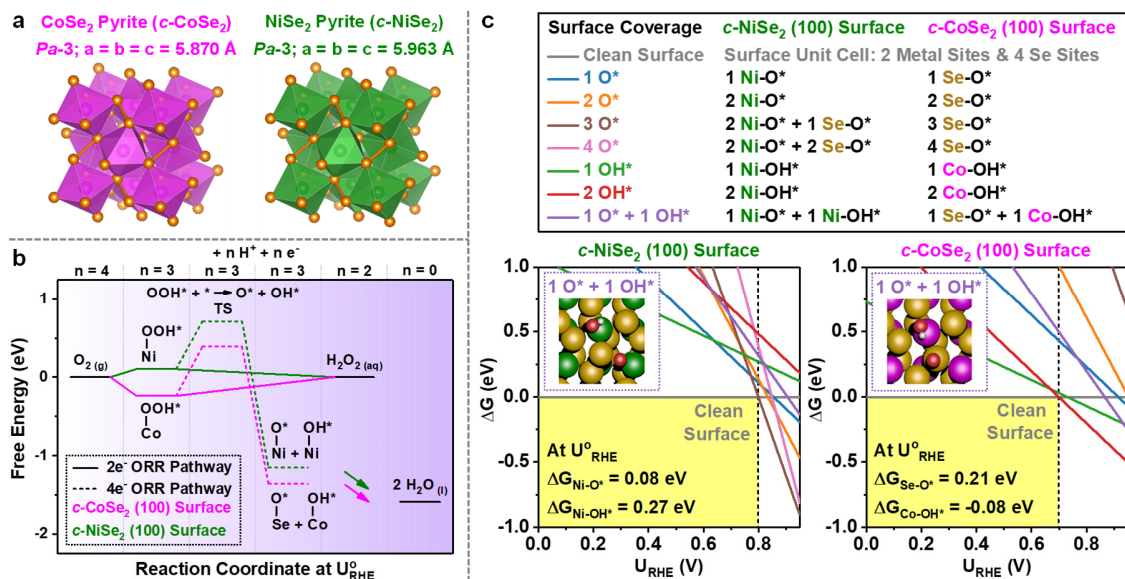 a
CoSe₂ Pyrite (c-CoSe₂)
Pa-3; a = b = c = 5.870 Å
NiSe₂ Pyrite (c-NiSe₂)
Pa-3; a = b = c = 5.963 Å
b
+ n H⁺ + n e⁻
n = 4 n = 3 n = 3 n = 3 n = 2 n = 0
OOH* + * → O* + OH*
TS
OOH*
Ni
O₂ (g)
H₂O₂ (aq)
OOH*
Co
O* OH*
Ni + Ni
O* OH*
Se + Co
2 H₂O (l)
2e⁻ ORR Pathway
4e⁻ ORR Pathway
c-CoSe₂ (100) Surface
c-NiSe₂ (100) Surface
Free Energy (eV)
1
0
-1
-2
Reaction Coordinate at U°RHE
c
Surface Coverage c-NiSe₂ (100) Surface c-CoSe₂ (100) Surface
Clean Surface Surface Unit Cell: 2 Metal Sites & 4 Se Sites
1 O* 1 Ni-O* 1 Se-O*
2 O* 2 Ni-O* 2 Se-O*
3 O* 2 Ni-O* + 1 Se-O* 3 Se-O*
4 O* 2 Ni-O* + 2 Se-O* 4 Se-O*
1 OH* 1 Ni-OH* 1 Co-OH*
2 OH* 2 Ni-OH* 2 Co-OH*
1 O* + 1 OH* 1 Ni-O* + 1 Ni-OH* 1 Se-O* + 1 Co-OH*
c-NiSe₂ (100) Surface
1 O* + 1 OH*
Clean
Surface
At U°RHE
ΔG Ni-O* = 0.08 eV
ΔG Ni-OH* = 0.27 eV
ΔG (eV)
1.0
0.5
0.0
-0.5
-1.0
0.0 0.2 0.4 0.6 0.8
U RHE (V)
c-CoSe₂ (100) Surface
1 O* + 1 OH*
Clean
Surface
At U°RHE
ΔG Se-O* = 0.21 eV
ΔG Co-OH* = -0.08 eV
ΔG (eV)
1.0
0.5
0.0
-0.5
-1.0
0.0 0.2 0.4 0.6 0.8
U RHE (V)